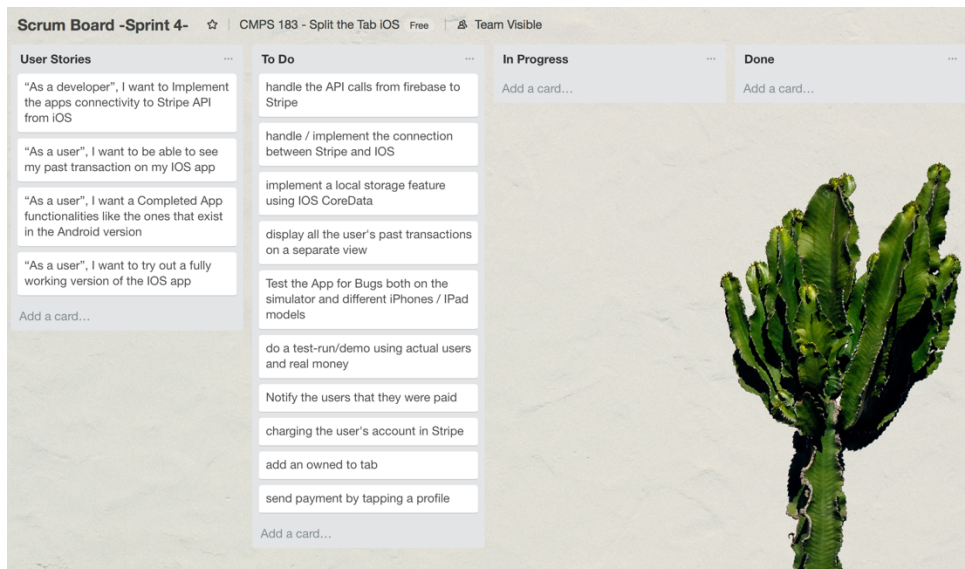 Scrum Board -Sprint 4- CMPS 183 - Split the Tab iOS Free Team Visible
User Stories
“As a developer”, I want to Implement
the apps connectivity to Stripe API
from iOS
“As a user”, I want to be able to see
my past transaction on my IOS app
“As a user”, I want a Completed App
functionalities like the ones that exist
in the Android version
“As a user”, I want to try out a fully
working version of the IOS app
Add a card…
To Do
handle the API calls from firebase to
Stripe
handle / implement the connection
between Stripe and IOS
implement a local storage feature
using IOS CoreData
display all the user's past transactions
on a separate view
Test the App for Bugs both on the
simulator and different iPhones / IPad
models
do a test-run/demo using actual users
and real money
Notify the users that they were paid
charging the user's account in Stripe
add an owned to tab
send payment by tapping a profile
Add a card…
In Progress
Add a card…
Done
Add a card…